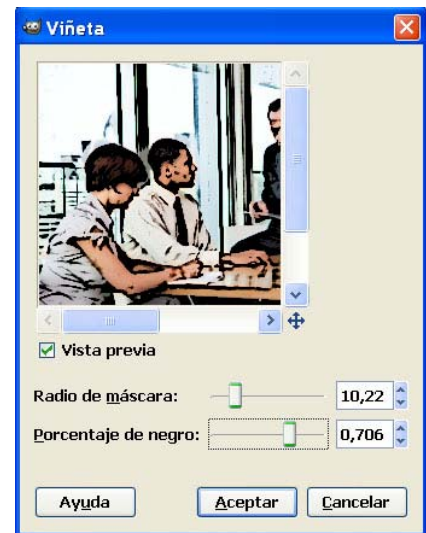 Viñeta
Vista previa
Radio de máscara: 10,22
Porcentaje de negro: 0,706
Ayuda Aceptar Cancelar